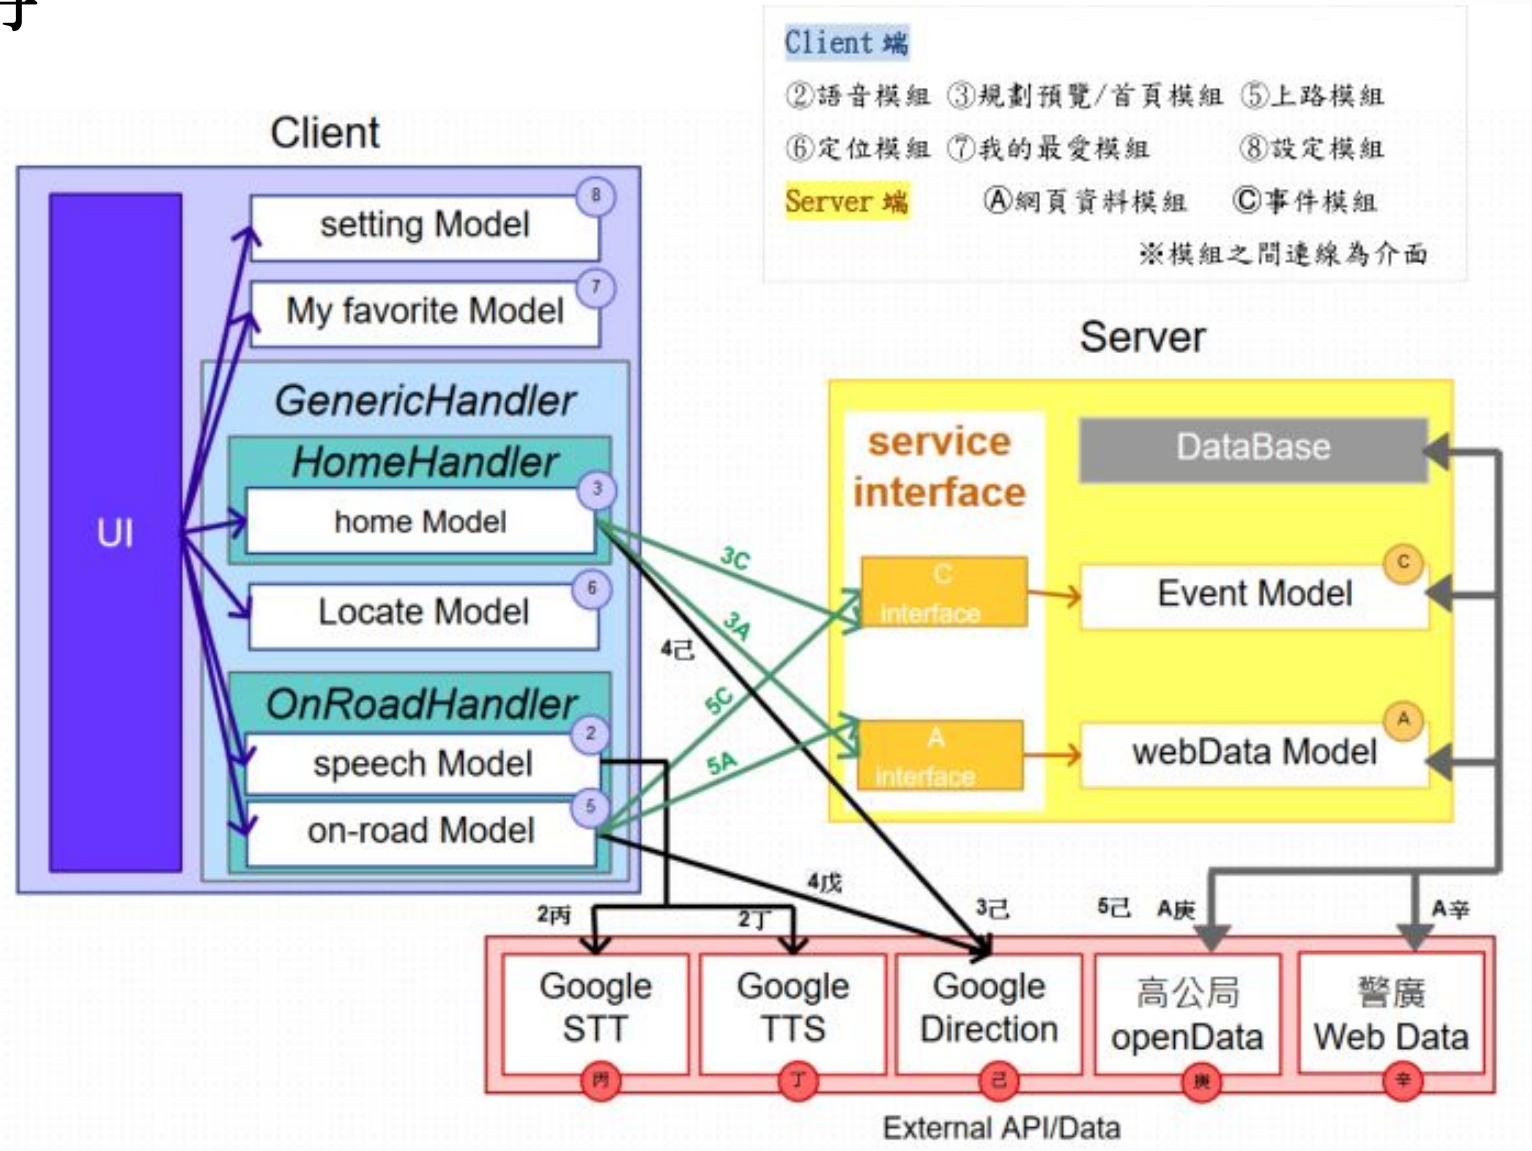 Client 端
②語音模組 ③規劃預覽/首頁模組 ⑤上路模組
⑥定位模組 ⑦我的最愛模組 ⑧設定模組
Server 端 Ⓐ網頁資料模組 Ⓒ事件模組
※模組之間連線為介面
Client
UI
setting Model
8
My favorite Model
7
GenericHandler
HomeHandler
home Model
3
Locate Model
6
OnRoadHandler
speech Model
2
on-road Model
5
3C
3A
4己
5C
5A
4戊
2丙
2丁
3己
5己
A庚
A辛
Server
service
interface
C
interface
A
interface
DataBase
Event Model
C
webData Model
A
Google
STT
丙
Google
TTS
丁
Google
Direction
己
高公局
openData
庚
警廣
Web Data
辛
External API/Data